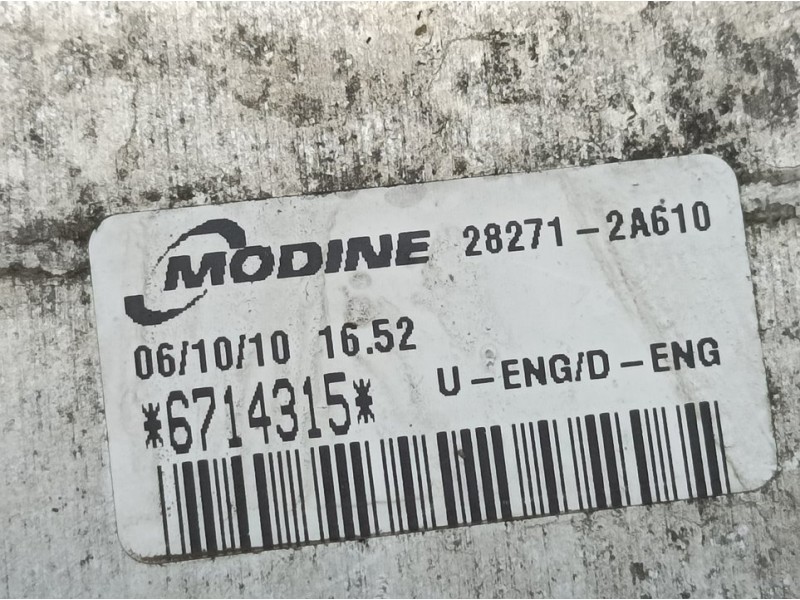 MODINE 28271-2A610
06/10/10 16.52
*6714315* U-ENG/D-ENG